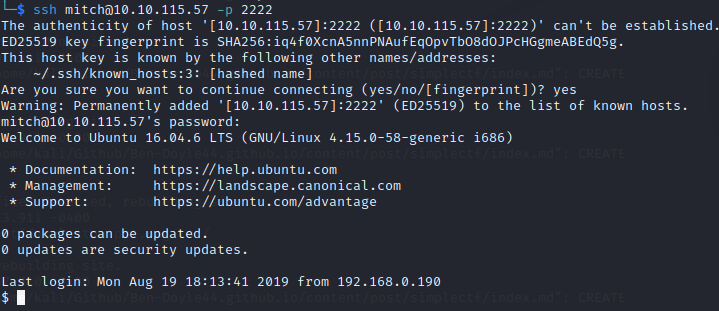 └─$ ssh mitch@10.10.115.57 -p 2222
The authenticity of host '[10.10.115.57]:2222 ([10.10.115.57]:2222)' can't be established.
ED25519 key fingerprint is SHA256:iq4f0XcnA5nnPNAufEqOpvTbO8dOJPcHGgmeABEdQ5g.
This host key is known by the following other names/addresses:
~/.ssh/known_hosts:3: [hashed name]
Are you sure you want to continue connecting (yes/no/[fingerprint])? yes
Warning: Permanently added '[10.10.115.57]:2222' (ED25519) to the list of known hosts.
mitch@10.10.115.57's password:
Welcome to Ubuntu 16.04.6 LTS (GNU/Linux 4.15.0-58-generic i686)
* Documentation:  https://help.ubuntu.com
* Management:     https://landscape.canonical.com
* Support:        https://ubuntu.com/advantage
0 packages can be updated.
0 updates are security updates.
Last login: Mon Aug 19 18:13:41 2019 from 192.168.0.190
$